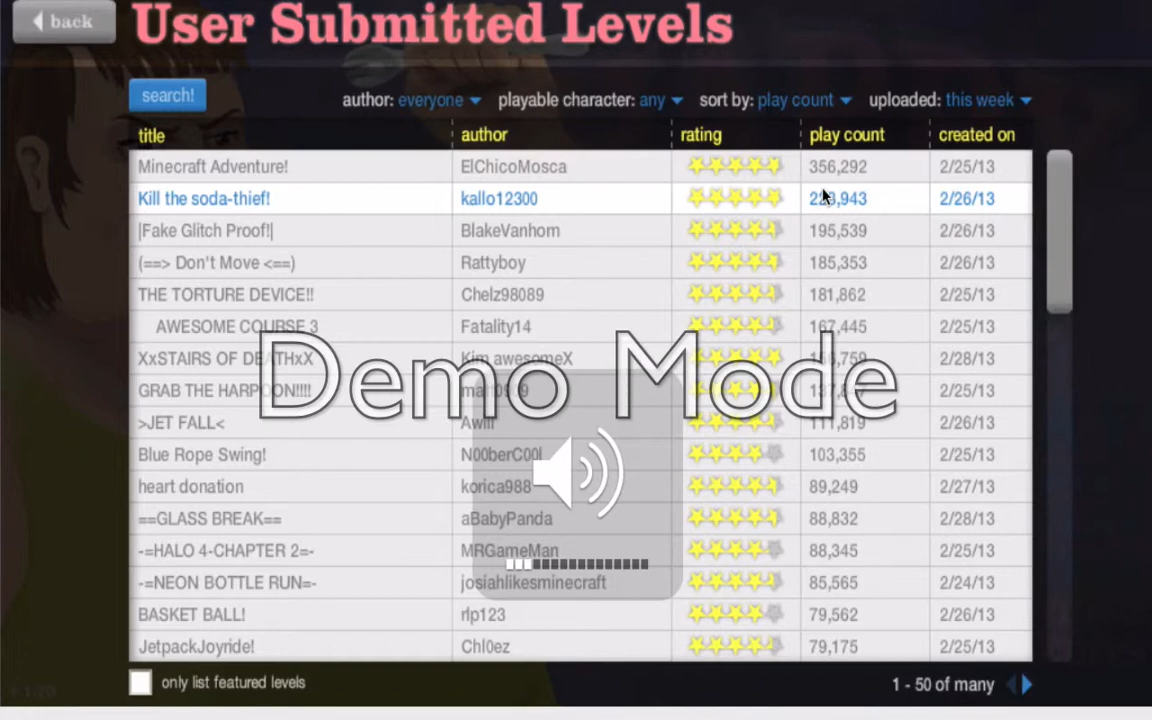 back
User Submitted Levels
search!
author: everyone playable character: any sort by: play count uploaded: this week
title author rating play count created on
Minecraft Adventure! ElChicoMosca 356,292 2/25/13
Kill the soda-thief! kallo12300 2/26/13
|Fake Glitch Proof!| BlakeVanhorn 195,539 2/26/13
(==> Don't Move <==) Rattyboy 185,353 2/26/13
THE TORTURE DEVICE!! Chelz98089 181,862 2/25/13
AWESOME COURSE 3 Fatality14 167,445 2/25/13
XxSTAIRS OF DEATHxX Kim awesomeX 2/28/13
Demo Mode
GRAB THE HARPOON!!!! 2/25/13
>JET FALL< 111,819 2/26/13
Blue Rope Swing! N00berC00l 103,355 2/25/13
heart donation korica988 89,249 2/27/13
==GLASS BREAK== aBabyPanda 88,832 2/28/13
-=HALO 4-CHAPTER 2=- MRGameMan 88,345 2/25/13
-=NEON BOTTLE RUN=- josiahlikesminecraft 85,565 2/24/13
BASKET BALL! rlp123 79,562 2/26/13
JetpackJoyride! Chl0ez 79,175 2/25/13
only list featured levels 1 - 50 of many